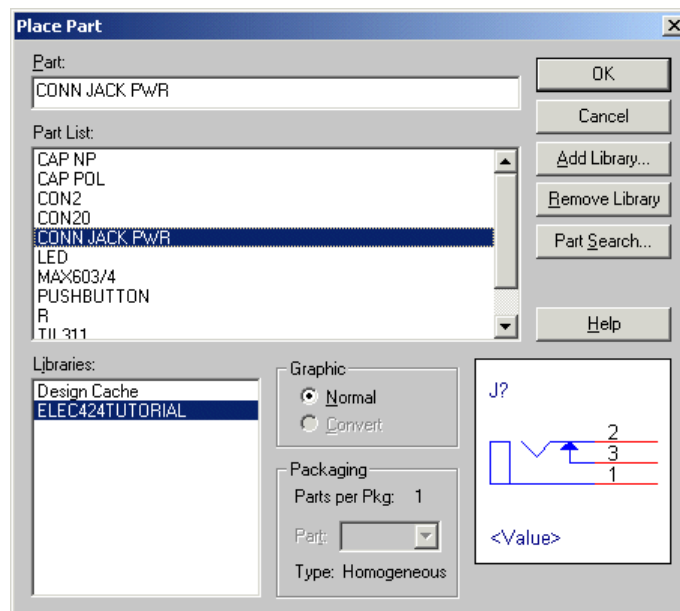 Place Part
Part:
CONN JACK PWR
Part List:
CAP NP
CAP POL
CON2
CON20
CONN JACK PWR
LED
MAX603/4
PUSHBUTTON
R
TIL311
OK
Cancel
Add Library...
Remove Library
Part Search...
Help
Libraries:
Design Cache
ELEC424TUTORIAL
Graphic
Normal
Convert
Packaging
Parts per Pkg: 1
Part:
Type: Homogeneous
J?
2
3
1
<Value>